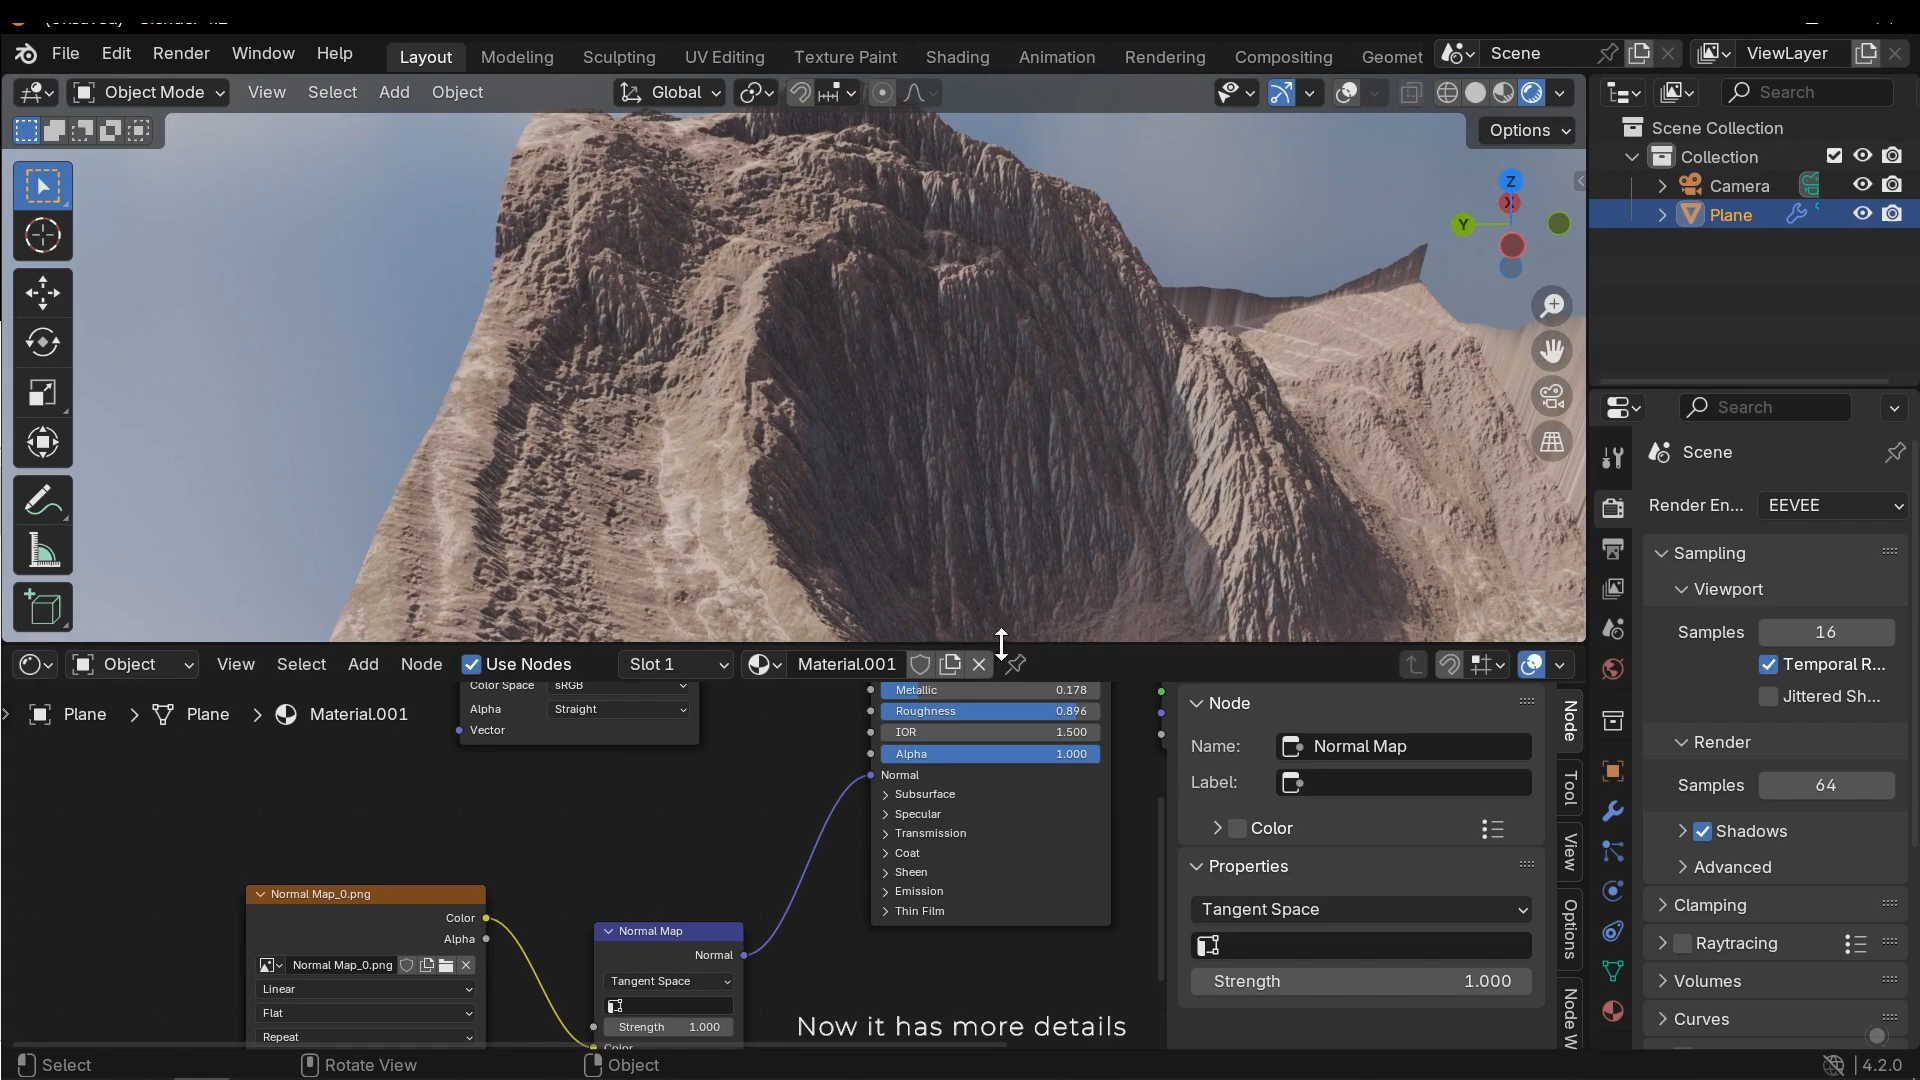 File Edit Render Window Help Layout Modeling Sculpting UV Editing Texture Paint Shading Animation Rendering Compositing Geomet Scene ViewLayer
Object Mode View Select Add Object Global Search
Options
Scene Collection
Collection
Camera
Plane
Z
X
Y
Search
Scene
Render En... EEVEE
Sampling
Viewport
Samples 16
Temporal R...
Jittered Sh...
Render
Samples 64
Shadows
Advanced
Clamping
Raytracing
Volumes
Curves
Object View Select Add Node Use Nodes Slot 1 Material.001
Plane Plane Material.001
Color Space sRGB
Alpha Straight
Vector
Metallic 0.178
Roughness 0.896
IOR 1.500
Alpha 1.000
Normal
Subsurface
Specular
Transmission
Coat
Sheen
Emission
Thin Film
Normal Map_0.png
Color
Alpha
Normal Map_0.png
Linear
Flat
Repeat
Normal Map
Normal
Tangent Space
Strength 1.000
Color
Node
Name: Normal Map
Label:
Color
Properties
Tangent Space
Strength 1.000
Node
Tool
View
Options
Node W
Now it has more details
Select Rotate View Object 4.2.0